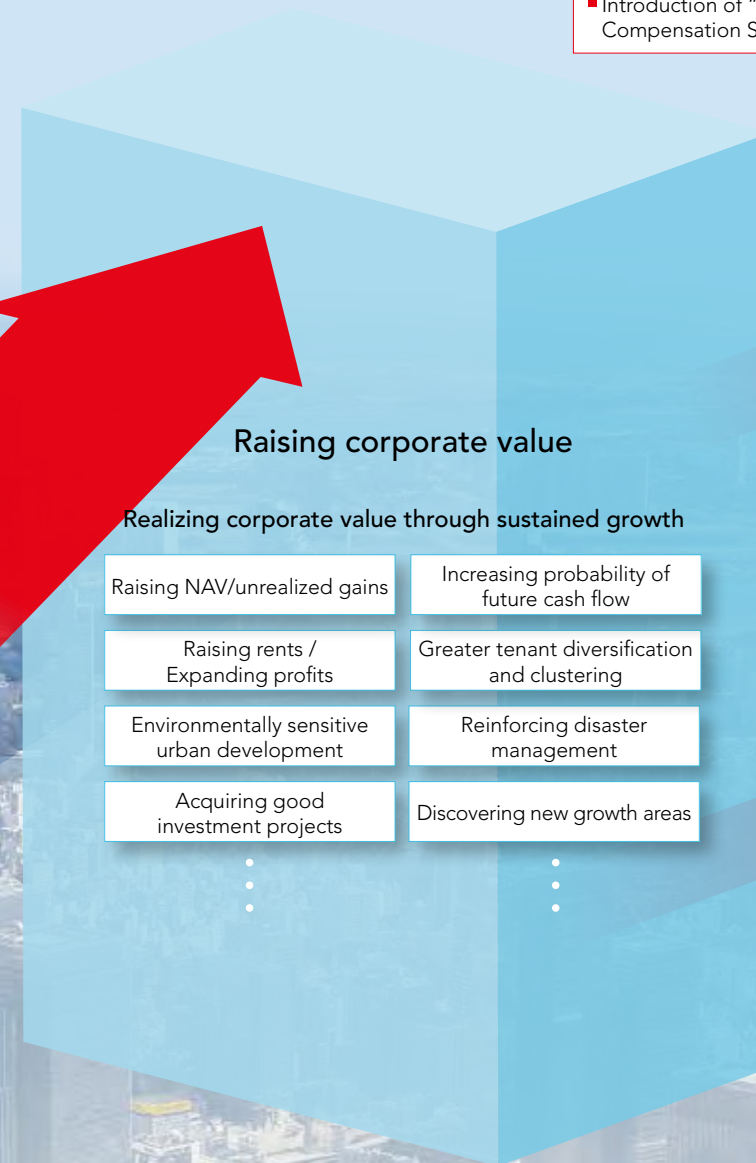 Introduction of "
Compensation S
Raising corporate value
Realizing corporate value through sustained growth
Raising NAV/unrealized gains
Increasing probability of
future cash flow
Raising rents /
Expanding profits
Greater tenant diversification
and clustering
Environmentally sensitive
urban development
Reinforcing disaster
management
Acquiring good
investment projects
Discovering new growth areas